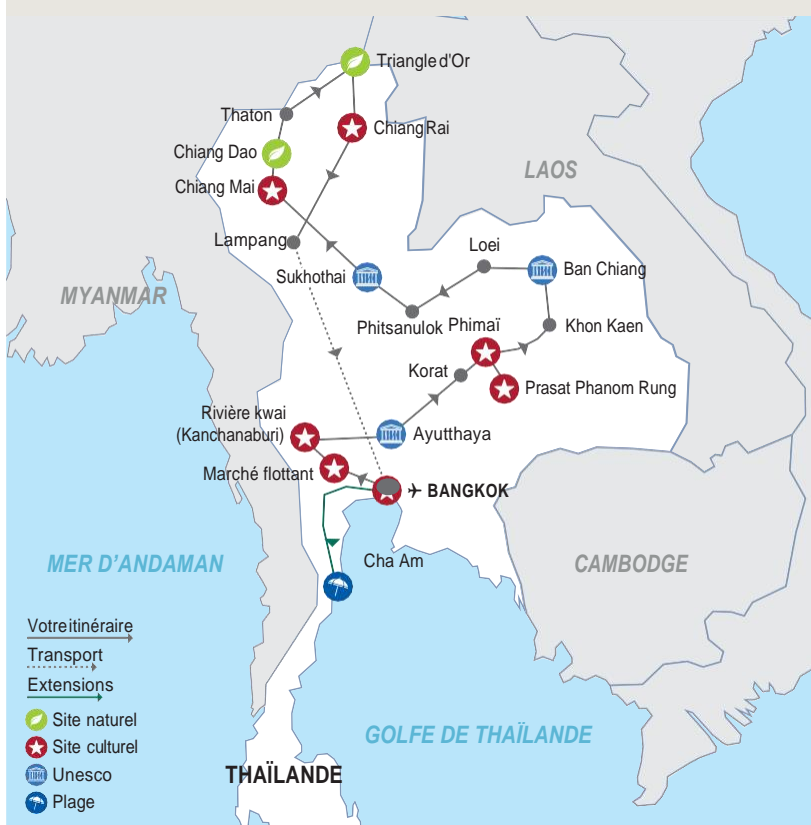 Triangle d'Or
Thaton
Chiang Rai
Chiang Dao
LAOS
Chiang Mai
Lampang
Loei
Sukhothai
Ban Chiang
MYANMAR
Phitsanulok
Phimaï
Khon Kaen
Korat
Prasat Phanom Rung
Rivière kwai
(Kanchanaburi)
Ayutthaya
Marché flottant
BANGKOK
MER D'ANDAMAN
Cha Am
CAMBODGE
Votre itinéraire
Transport
Extensions
Site naturel
Site culturel
Unesco
Plage
GOLFE DE THAÏLANDE
THAÏLANDE